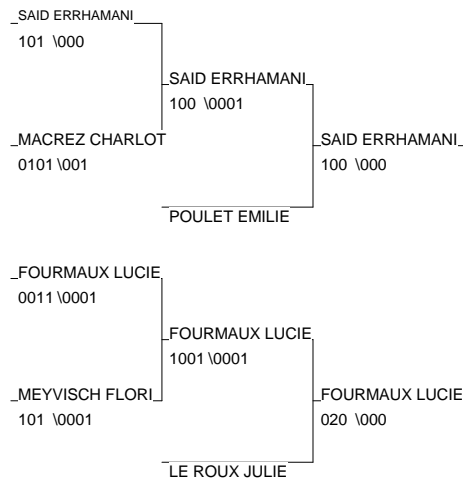 SAID ERRHAMANI
101 \000
SAID ERRHAMANI
100 \0001
MACREZ CHARLOT
0101 \001
SAID ERRHAMANI
100 \000
POULET EMILIE
FOURMAUX LUCIE
0011 \0001
FOURMAUX LUCIE
1001 \0001
MEYVISCH FLORI
101 \0001
FOURMAUX LUCIE
020 \000
LE ROUX JULIE